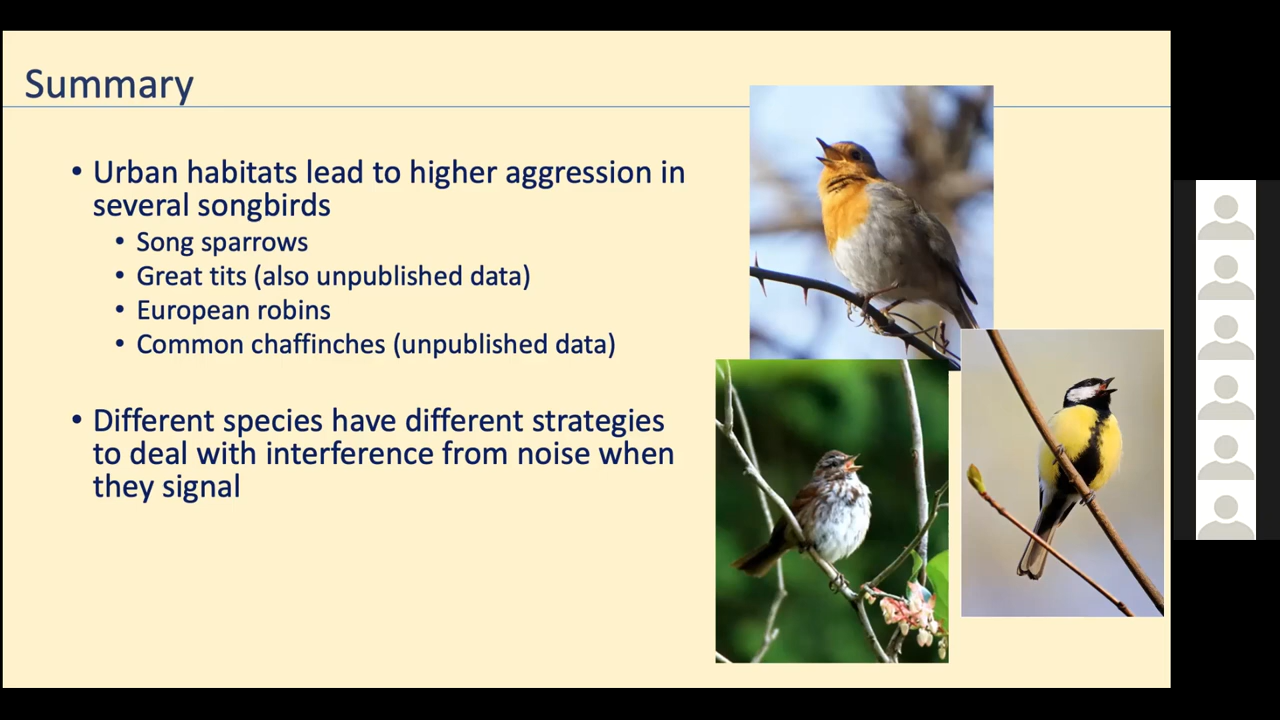 Summary
• Urban habitats lead to higher aggression in
several songbirds
• Song sparrows
• Great tits (also unpublished data)
• European robins
• Common chaffinches (unpublished data)
• Different species have different strategies
to deal with interference from noise when
they signal